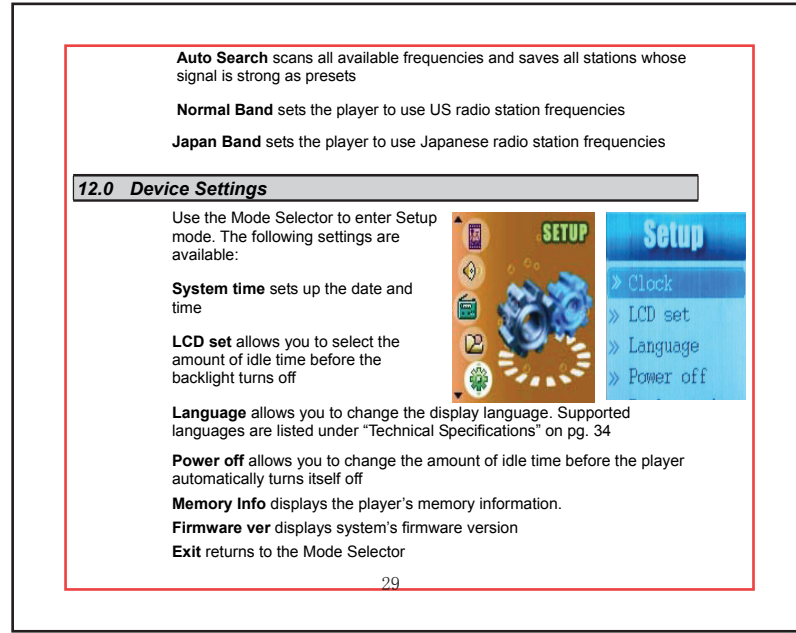 Auto Search scans all available frequencies and saves all stations whose
signal is strong as presets
Normal Band sets the player to use US radio station frequencies
Japan Band sets the player to use Japanese radio station frequencies
12.0 Device Settings
Use the Mode Selector to enter Setup
mode. The following settings are
available:
System time sets up the date and
time
LCD set allows you to select the
amount of idle time before the
backlight turns off
SETUP
Setup
» Clock
» LCD set
» Language
» Power off
Language allows you to change the display language. Supported
languages are listed under “Technical Specifications” on pg. 34
Power off allows you to change the amount of idle time before the player
automatically turns itself off
Memory Info displays the player’s memory information.
Firmware ver displays system’s firmware version
Exit returns to the Mode Selector
29